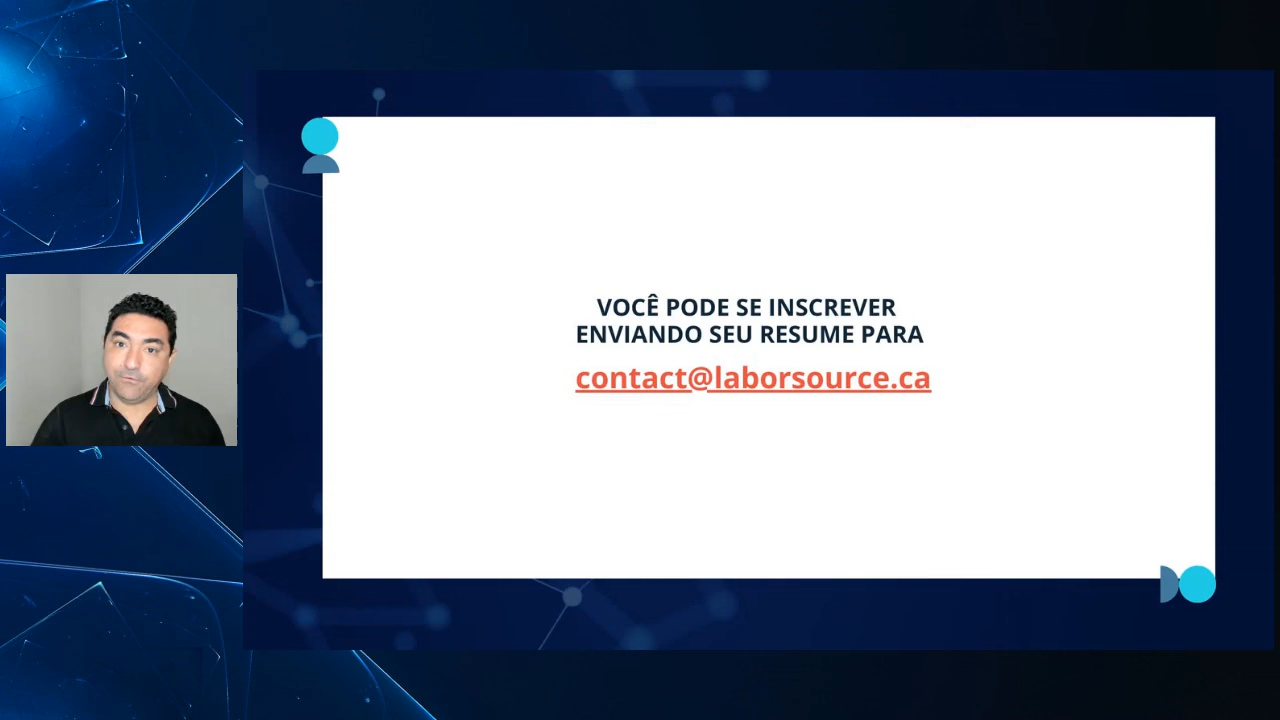 VOCÊ PODE SE INSCREVER
ENVIANDO SEU RESUME PARA
contact@laborsource.ca